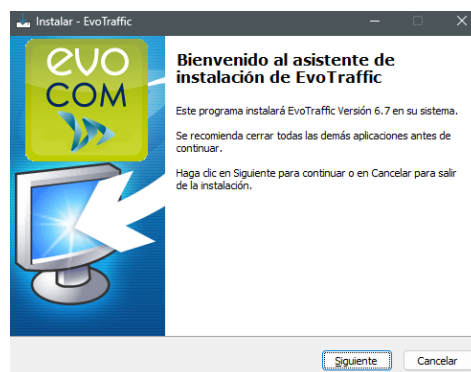 Instalar - EvoTraffic
evo
COM
Bienvenido al asistente de
instalación de EvoTraffic
Este programa instalará EvoTraffic Versión 6.7 en su sistema.
Se recomienda cerrar todas las demás aplicaciones antes de
continuar.
Haga clic en Siguiente para continuar o en Cancelar para salir
de la instalación.
Siguiente
Cancelar